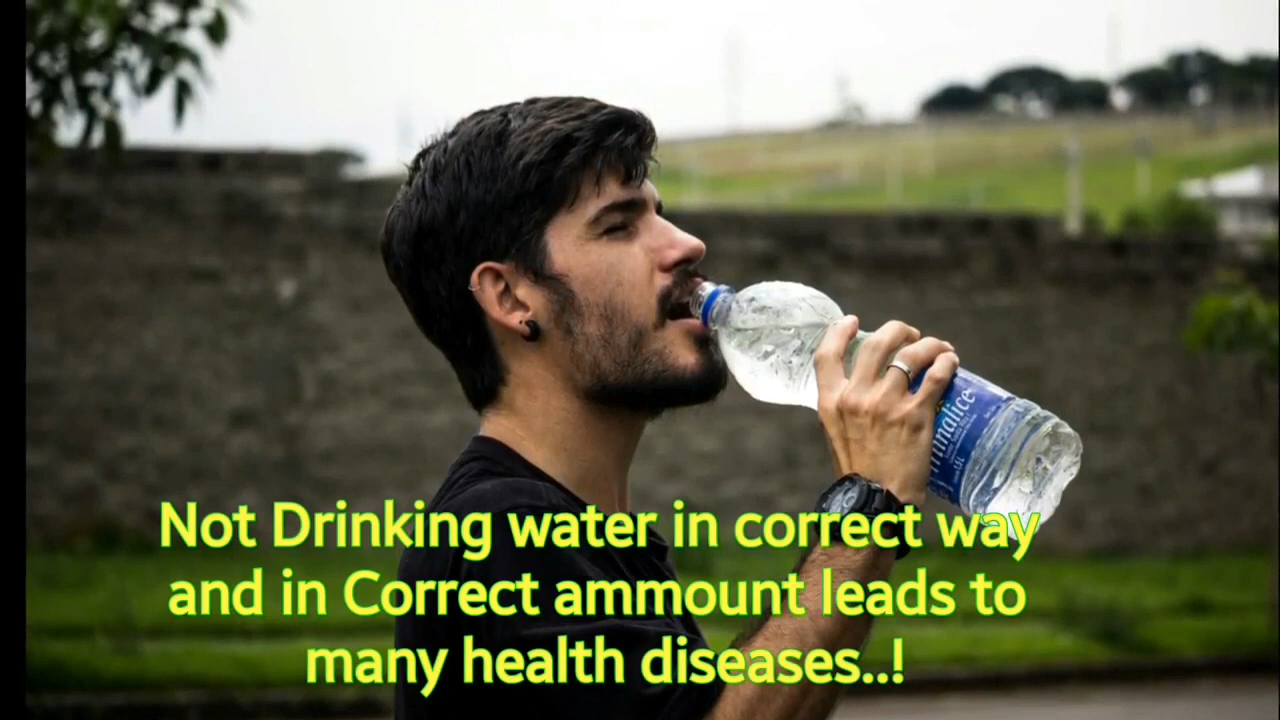 Not Drinking water in correct way
and in Correct ammount leads to
many health diseases..!